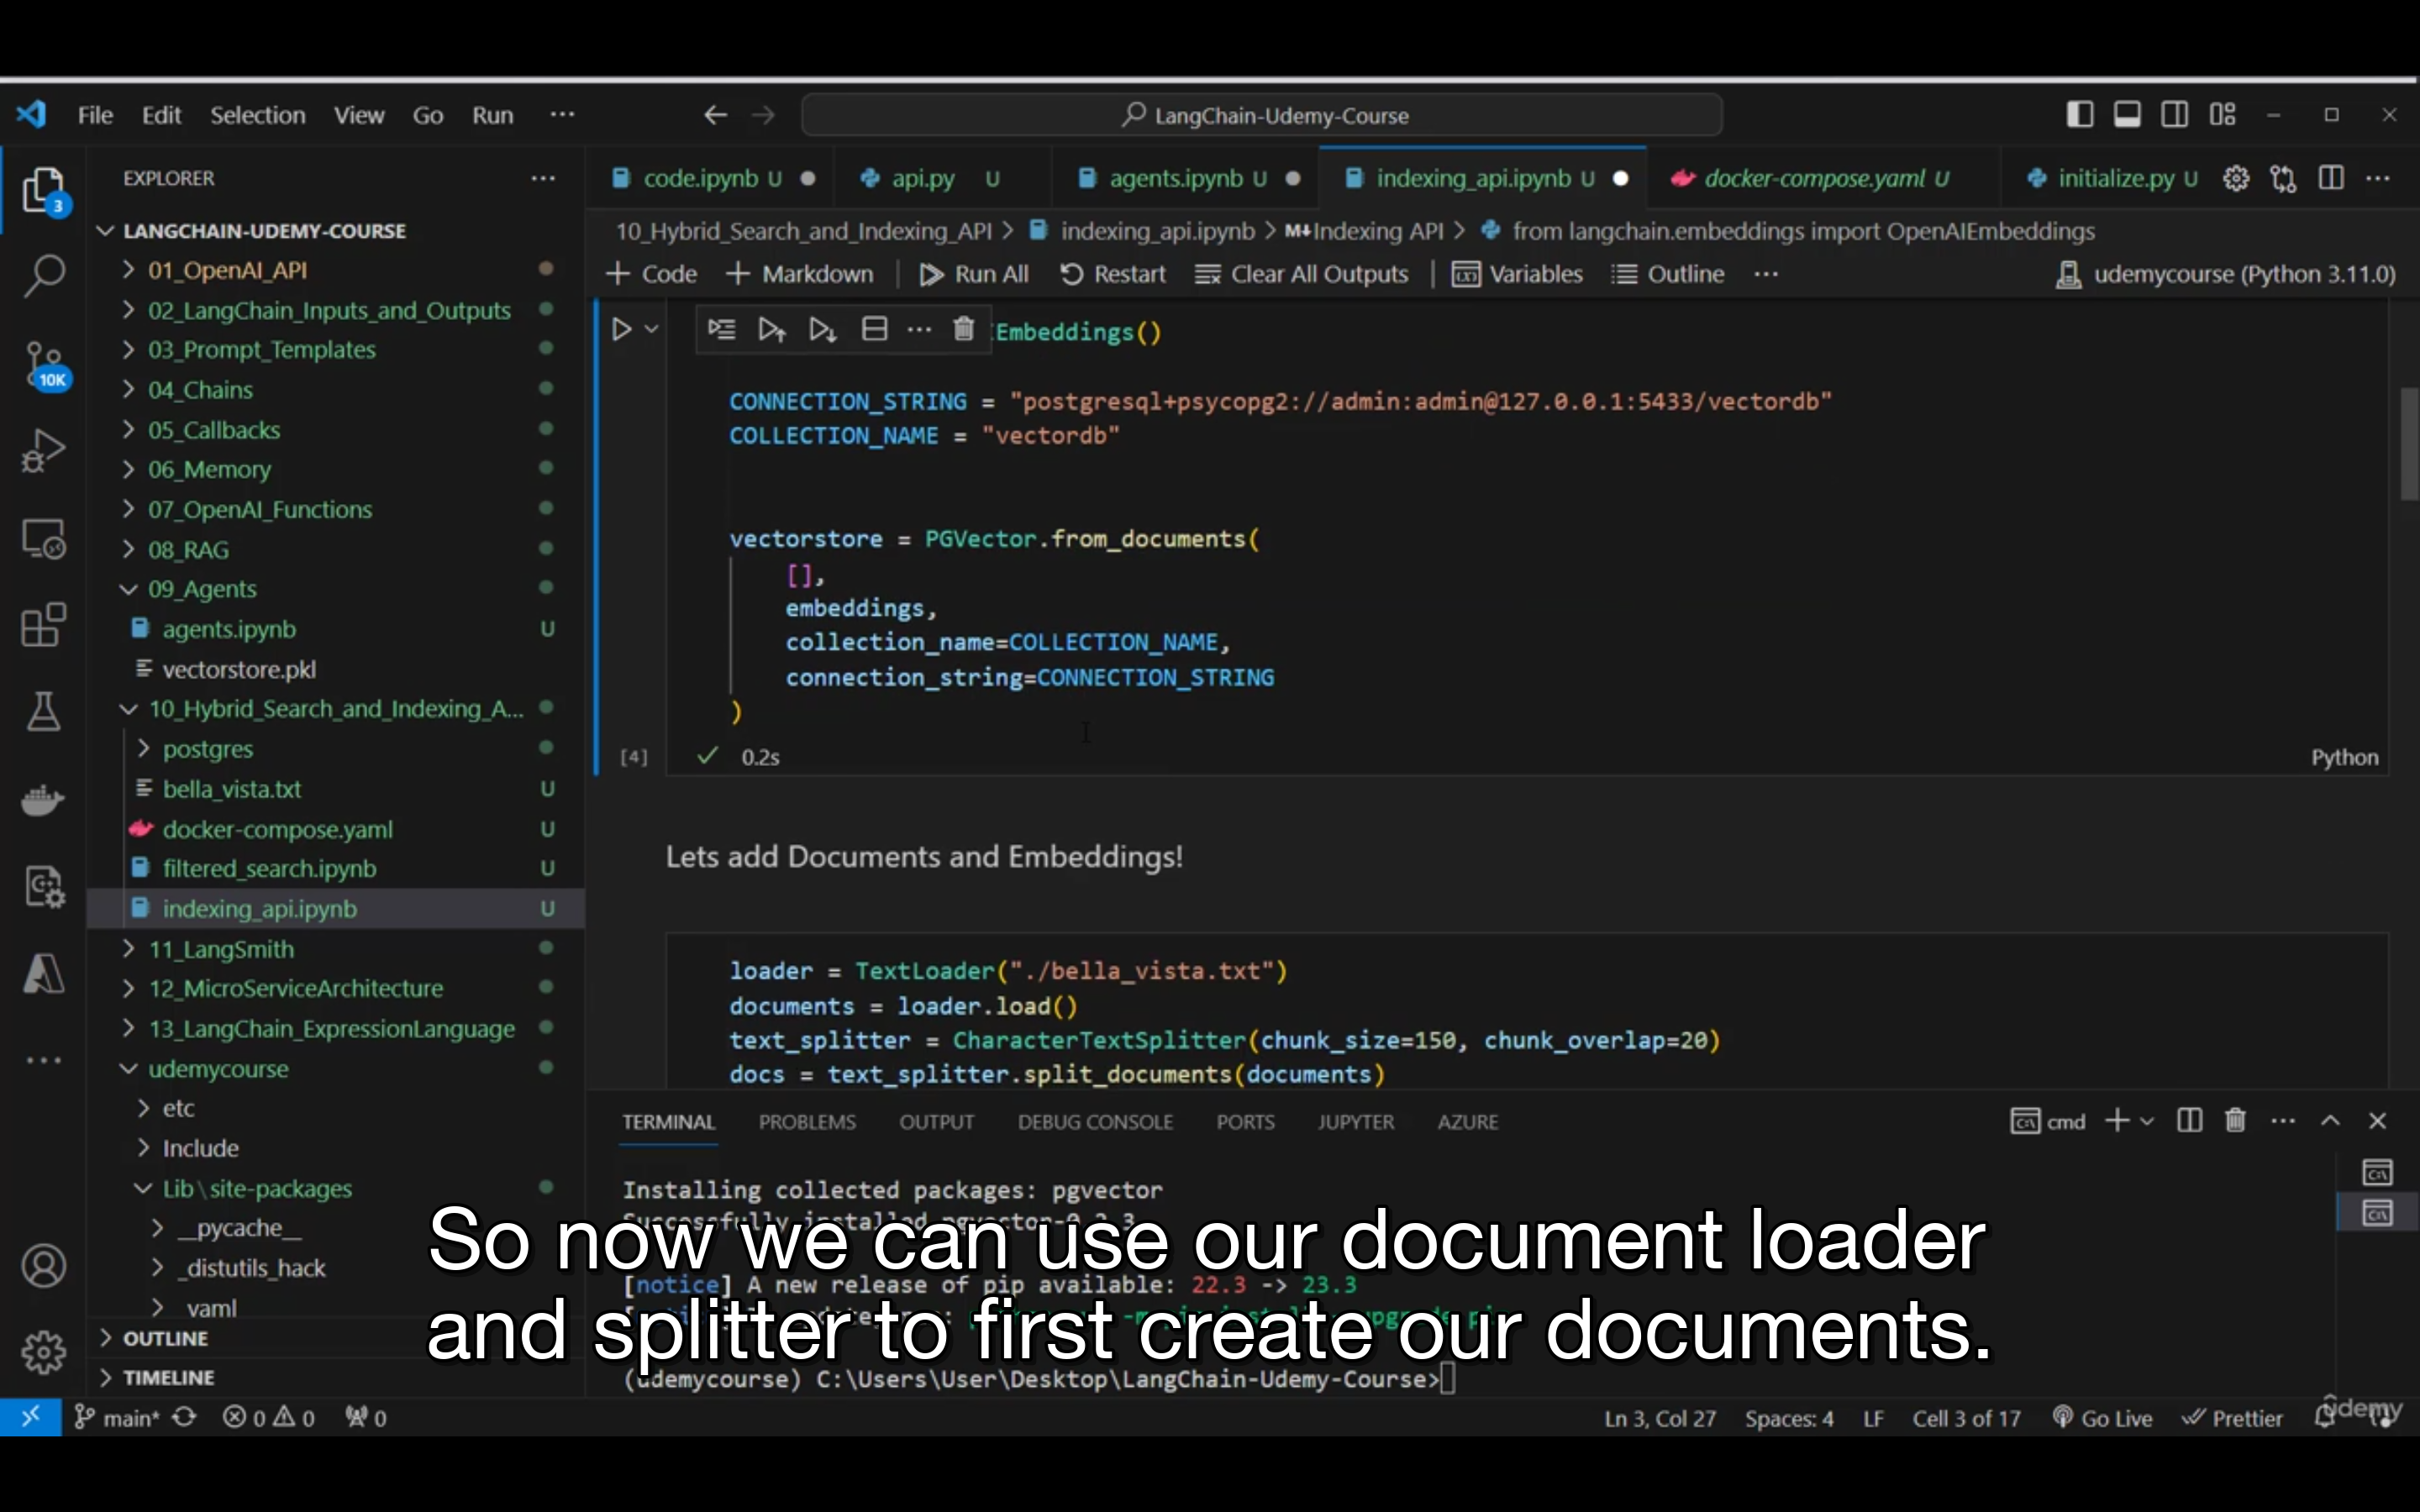 File Edit Selection View Go Run ...
LangChain-Udemy-Course
EXPLORER
3
10K
LANGCHAIN-UDEMY-COURSE
01_OpenAI_API
02_LangChain_Inputs_and_Outputs
03_Prompt_Templates
04_Chains
05_Callbacks
06_Memory
07_OpenAI_Functions
08_RAG
09_Agents
agents.ipynb U
vectorstore.pkl
10_Hybrid_Search_and_Indexing_A...
postgres
bella_vista.txt U
docker-compose.yaml U
filtered_search.ipynb U
indexing_api.ipynb U
11_LangSmith
12_MicroServiceArchitecture
13_LangChain_ExpressionLanguage
udemycourse
etc
Include
Lib\site-packages
__pycache__
_distutils_hack
yaml
OUTLINE
TIMELINE
code.ipynb U api.py U agents.ipynb U indexing_api.ipynb U docker-compose.yaml U initialize.py U
10_Hybrid_Search_and_Indexing_API > indexing_api.ipynb > M↓Indexing API > from langchain.embeddings import OpenAIEmbeddings
+ Code + Markdown | Run All Restart Clear All Outputs | Variables Outline ... udemycourse (Python 3.11.0)
Embeddings()
CONNECTION_STRING = "postgresql+psycopg2://admin:admin@127.0.0.1:5433/vectordb"
COLLECTION_NAME = "vectordb"
vectorstore = PGVector.from_documents(
[],
embeddings,
collection_name=COLLECTION_NAME,
connection_string=CONNECTION_STRING
)
[4] 0.2s Python
Lets add Documents and Embeddings!
loader = TextLoader("./bella_vista.txt")
documents = loader.load()
text_splitter = CharacterTextSplitter(chunk_size=150, chunk_overlap=20)
docs = text_splitter.split_documents(documents)
TERMINAL PROBLEMS OUTPUT DEBUG CONSOLE PORTS JUPYTER AZURE
cmd
Installing collected packages: pgvector
Successfully installed pgvector-0.2.3
So now we can use our document loader
[notice] A new release of pip available: 22.3 -> 23.3
and splitter to first create our documents.
(udemycourse) C:\Users\User\Desktop\LangChain-Udemy-Course>
main* 0 0 0
Ln 3, Col 27 Spaces: 4 LF Cell 3 of 17 Go Live Prettier
ûdemy